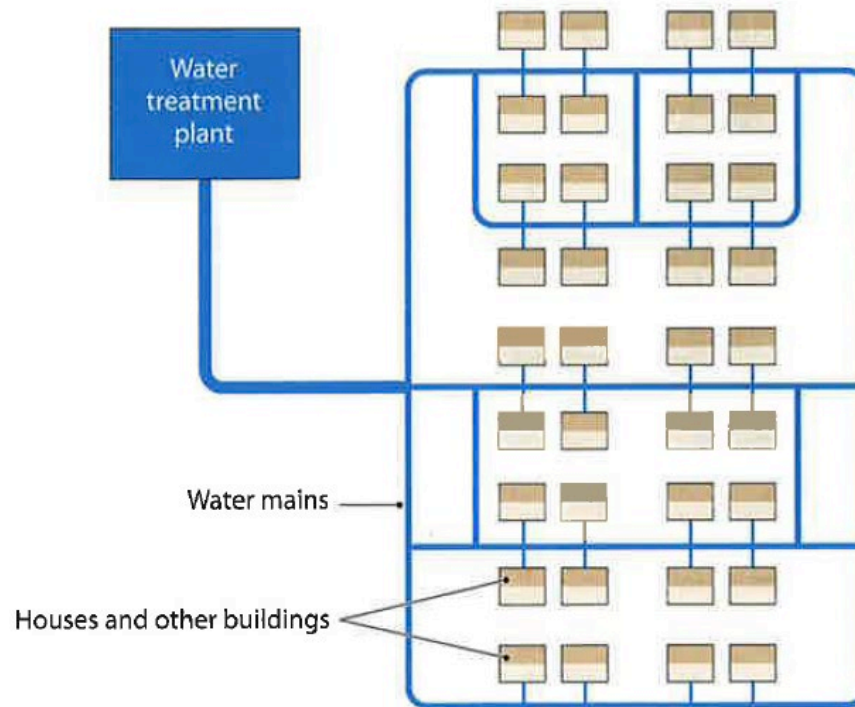 Water
treatment
plant
Water mains
Houses and other buildings